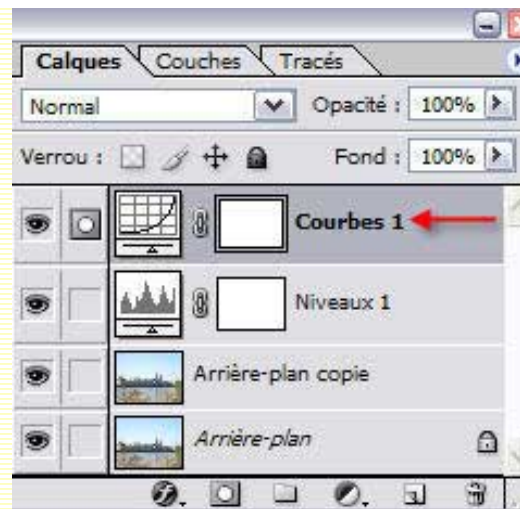 Calques Couches Tracés
Normal Opacité : 100%
Verrou : Fond : 100%
Courbes 1
Niveaux 1
Arrière-plan copie
Arrière-plan